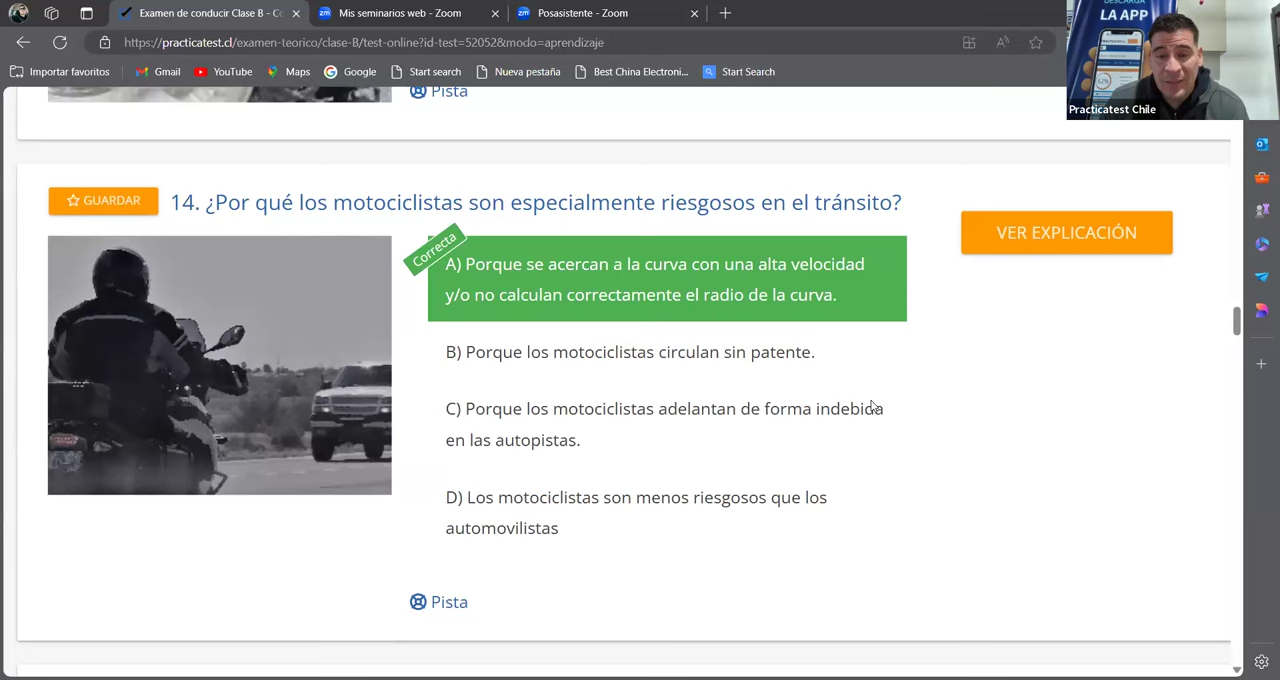 Examen de conducir Clase B - Cc
Mis seminarios web - Zoom
Posasistente - Zoom
https://practicatest.cl/examen-teorico/clase-B/test-online?id-test=52052&modo=aprendizaje
Importar favoritos
Gmail
YouTube
Maps
Google
Start search
Nueva pestaña
Best China Electroni...
Start Search
DESCARGA
LA APP
Practicatest Chile
Pista
GUARDAR
14. ¿Por qué los motociclistas son especialmente riesgosos en el tránsito?
VER EXPLICACIÓN
Correcta
A) Porque se acercan a la curva con una alta velocidad
y/o no calculan correctamente el radio de la curva.
B) Porque los motociclistas circulan sin patente.
C) Porque los motociclistas adelantan de forma indebida
en las autopistas.
D) Los motociclistas son menos riesgosos que los
automovilistas
Pista